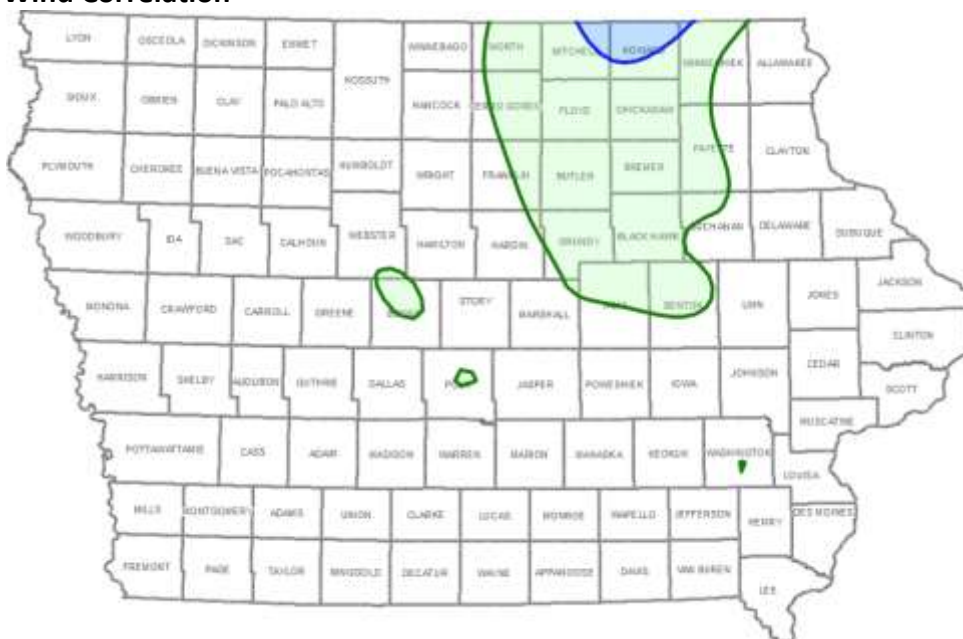 Wind Correlation
LYON OSCEOLA DICKINSON EMMET WINNEBAGO WORTH MITCHELL HOWARD WINNESHIEK ALLAMAKEE
KOSSUTH
SIOUX OBRIEN CLAY PALO ALTO HANCOCK CERRO GORDO FLOYD CHICKASAW
PLYMOUTH CHEROKEE BUENA VISTA POCAHONTAS HUMBOLDT WRIGHT FRANKLIN BUTLER BREMER FAYETTE CLAYTON
WOODBURY IDA SAC CALHOUN WEBSTER HAMILTON HARDIN GRUNDY BLACK HAWK BUCHANAN DELAWARE DUBUQUE
MONONA CRAWFORD CARROLL GREENE STORY MARSHALL BENTON LINN JONES JACKSON
CLINTON
HARRISON SHELBY AUDUBON GUTHRIE DALLAS JASPER POWESHIEK IOWA JOHNSON CEDAR
SCOTT
MUSCATINE
POTTAWATTAMIE CASS ADAIR MADISON WARREN MARION MAHASKA KEOKUK WASHINGTON
LOUISA
MILLS MONTGOMERY ADAMS UNION CLARKE LUCAS MONROE WAPELLO JEFFERSON HENRY DES MOINES
FREMONT PAGE TAYLOR RINGGOLD DECATUR WAYNE APPANOOSE DAVIS VAN BUREN
LEE